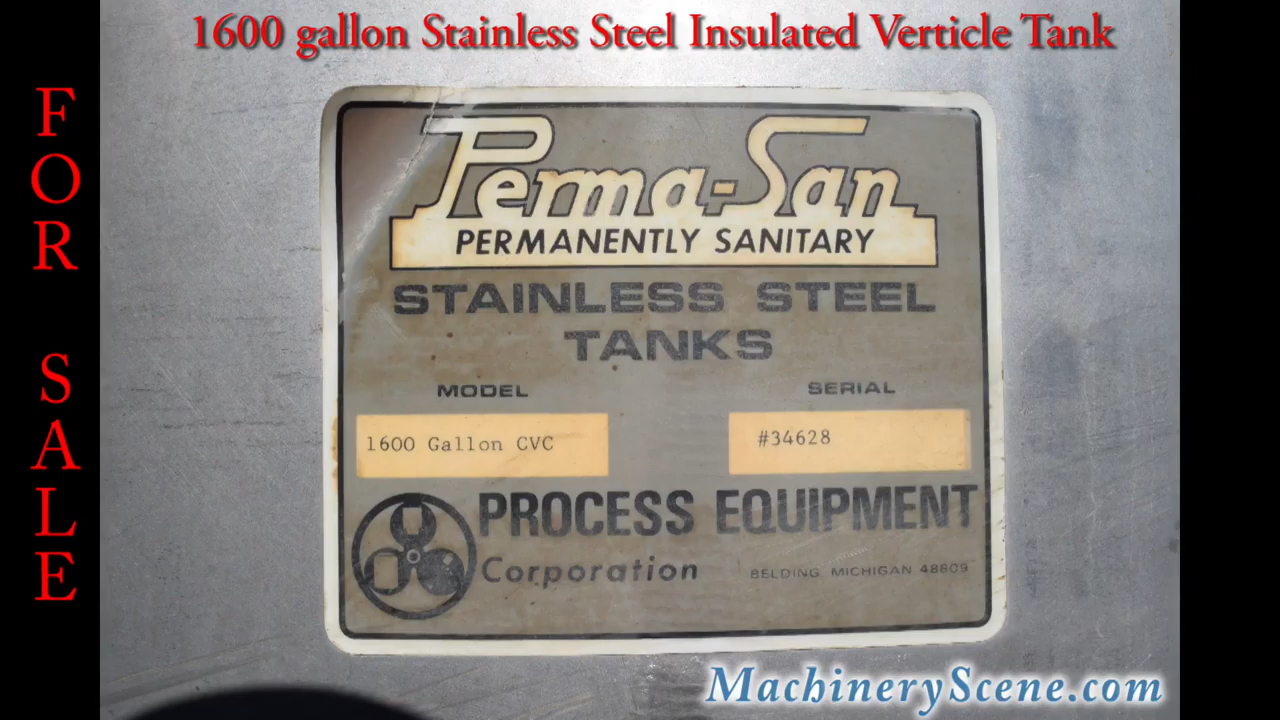 1600 gallon Stainless Steel Insulated Verticle Tank
FOR SALE
Perma-San
PERMANENTLY SANITARY
STAINLESS STEEL
TANKS
MODEL
SERIAL
1600 Gallon CVC
#34628
PROCESS EQUIPMENT
Corporation
BELDING, MICHIGAN 48809
MachineryScene.com